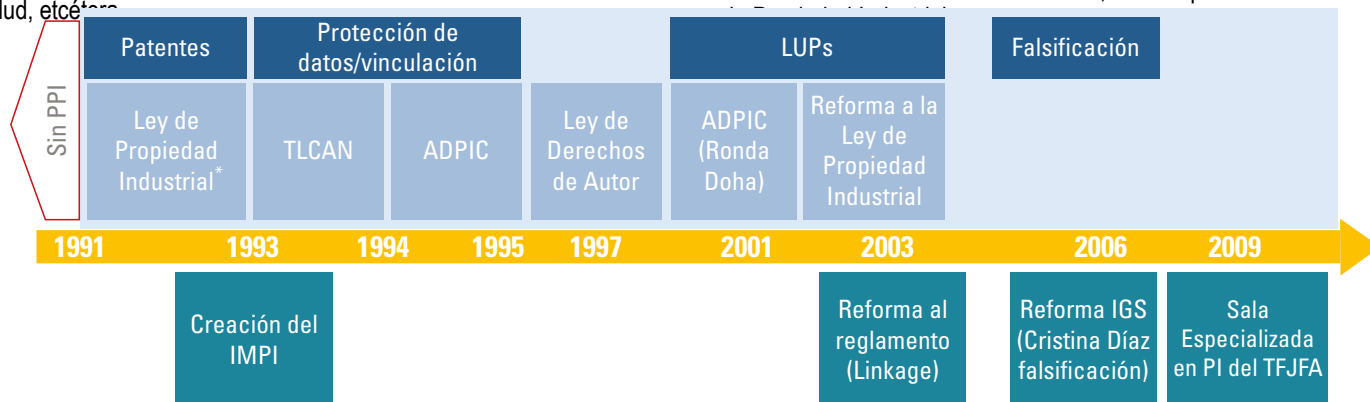 lud, etcétera
Patentes
Protección de
datos/vinculación
LUPs
Falsificación
Sin PPI
Ley de
Propiedad
Industrial*
TLCAN
ADPIC
Ley de
Derechos
de Autor
ADPIC
(Ronda
Doha)
Reforma a la
Ley de
Propiedad
Industrial
1991 1993 1994 1995 1997 2001 2003 2006 2009
Creación del
IMPI
Reforma al
reglamento
(Linkage)
Reforma IGS
(Cristina Díaz
falsificación)
Sala
Especializada
en PI del TFJFA